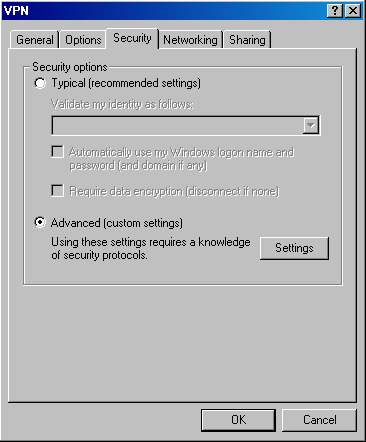 VPN
General Options Security Networking Sharing
Security options
Typical (recommended settings)
Validate my identity as follows:
Automatically use my Windows logon name and
password (and domain if any)
Require data encryption (disconnect if none)
Advanced (custom settings)
Using these settings requires a knowledge
of security protocols.
Settings
OK Cancel